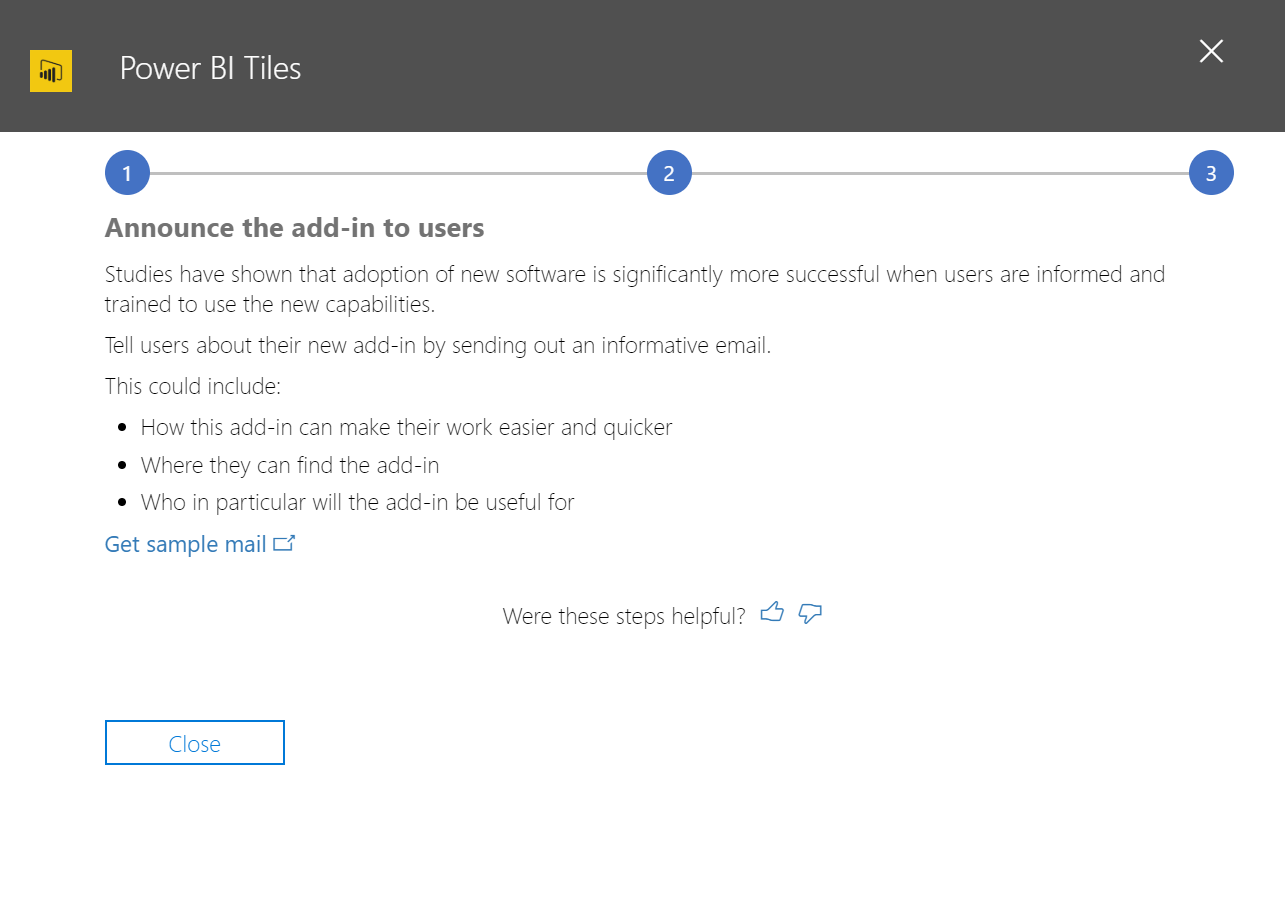 Power BI Tiles
1
2
3
Announce the add-in to users
Studies have shown that adoption of new software is significantly more successful when users are informed and
trained to use the new capabilities.
Tell users about their new add-in by sending out an informative email.
This could include:
How this add-in can make their work easier and quicker
Where they can find the add-in
Who in particular will the add-in be useful for
Get sample mail
Were these steps helpful?
Close